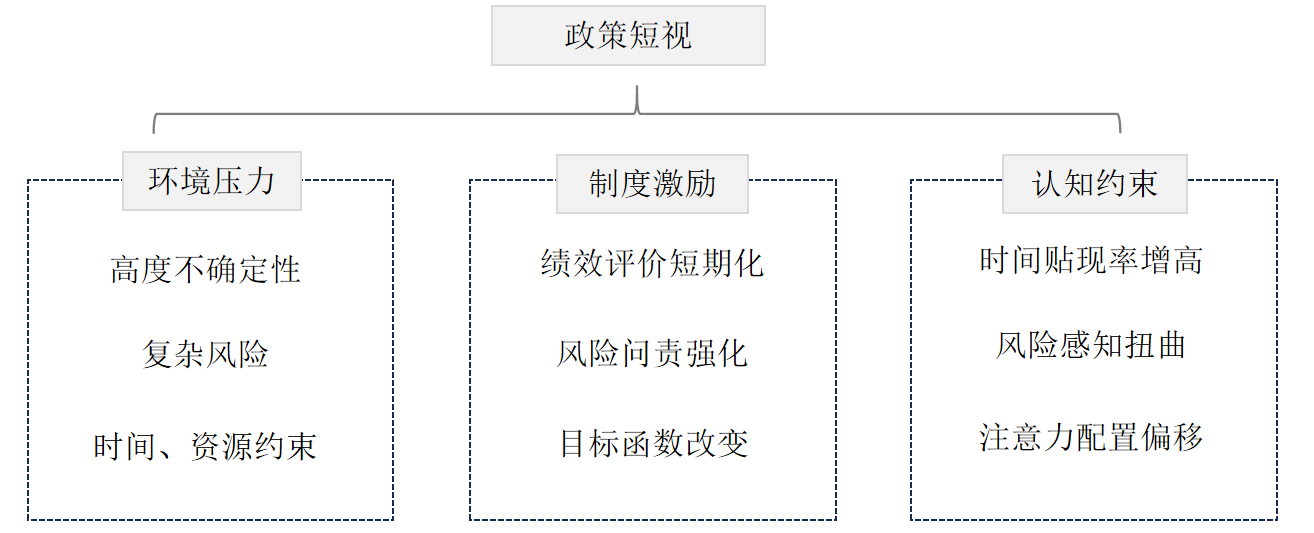 政策短视
环境压力
高度不确定性
复杂风险
时间、资源约束
制度激励
绩效评价短期化
风险问责强化
目标函数改变
认知约束
时间贴现率增高
风险感知扭曲
注意力配置偏移